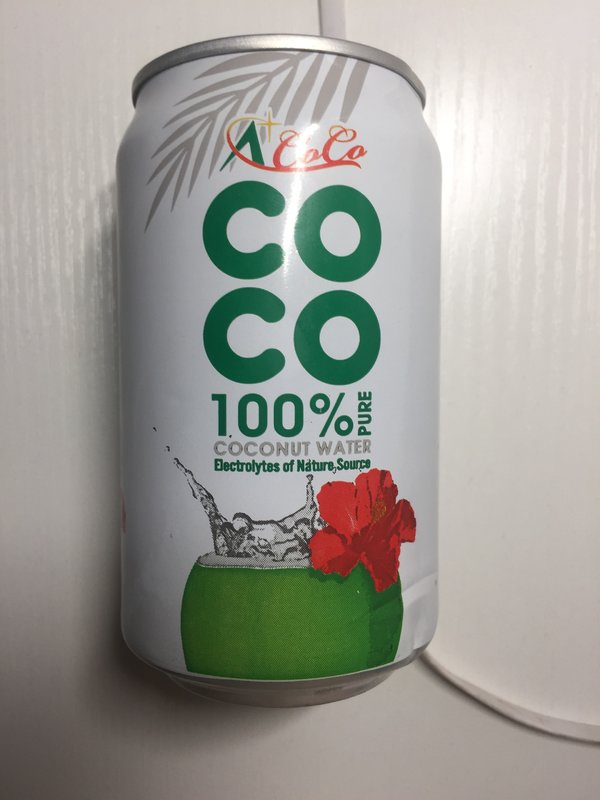 A+ CoCo
CO
CO
100% PURE
COCONUT WATER
Electrolytes of Nature,Source